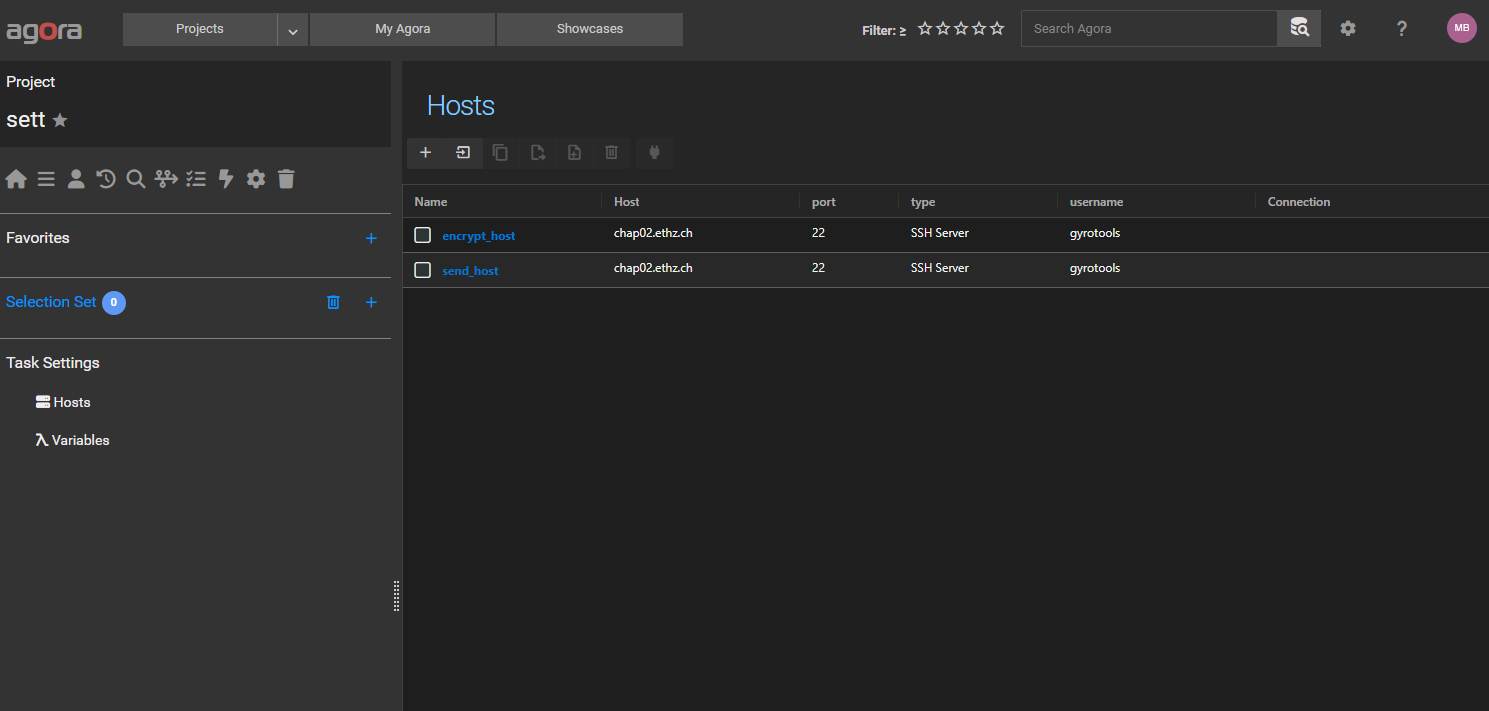 agora
Projects
My Agora
Showcases
Filter: ≥
Search Agora
?
MB
Project
sett
Favorites
Selection Set 0
Task Settings
Hosts
Variables
Hosts
Name Host port type username Connection
encrypt_host chap02.ethz.ch 22 SSH Server gyrotools
send_host chap02.ethz.ch 22 SSH Server gyrotools